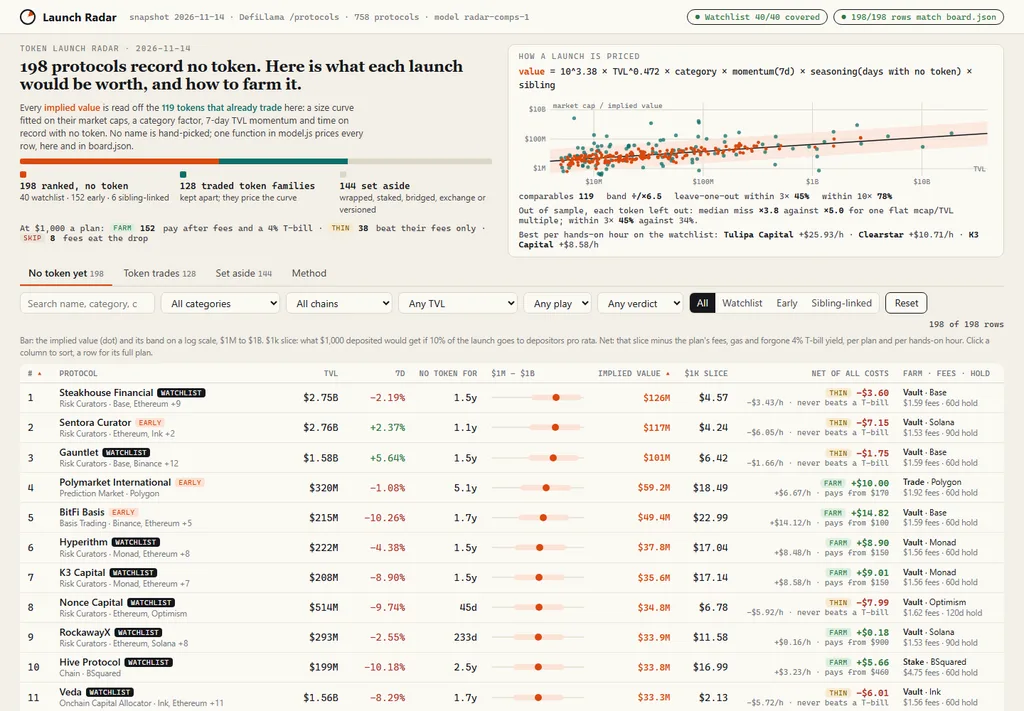 Launch Radar
snapshot 2026-11-14 · DefiLlama /protocols · 758 protocols · model radar-comps-1
Watchlist 40/40 covered
198/198 rows match board.json
TOKEN LAUNCH RADAR · 2026-11-14
198 protocols record no token. Here is what each launch
would be worth, and how to farm it.
Every implied value is read off the 119 tokens that already trade here: a size curve
fitted on their market caps, a category factor, 7-day TVL momentum and time on
record with no token. No name is hand-picked; one function in model.js prices every
row, here and in board.json.
198 ranked, no token
40 watchlist · 152 early · 6 sibling-linked
128 traded token families
kept apart; they price the curve
144 set aside
wrapped, staked, bridged, exchange or
versioned
At $1,000 a plan: FARM 152 pay after fees and a 4% T-bill · THIN 38 beat their fees only ·
SKIP 8 fees eat the drop
HOW A LAUNCH IS PRICED
value = 10^3.38 × TVL^0.472 × category × momentum(7d) × seasoning(days with no token) ×
sibling
$10B
market cap / implied value
$100M
$1M
TVL
$10M
$100M
$1B
$10B
comparables 119 band ÷/×6.5 leave-one-out within 3× 45% within 10× 78%
Out of sample, each token left out: median miss ×3.8 against ×5.0 for one flat mcap/TVL
multiple; within 3× 45% against 34%.
Best per hands-on hour on the watchlist: Tulipa Capital +$25.93/h · Clearstar +$10.71/h · K3
Capital +$8.58/h
No token yet 198
Token trades 128
Set aside 144
Method
Search name, category, c
All categories
All chains
Any TVL
Any play
Any verdict
All
Watchlist
Early
Sibling-linked
Reset
198 of 198 rows
Bar: the implied value (dot) and its band on a log scale, $1M to $1B. $1k slice: what $1,000 deposited would get if 10% of the launch goes to depositors pro rata. Net: that slice minus the plan's fees, gas and forgone 4% T-bill yield, per plan and per hands-on hour. Click a
column to sort, a row for its full plan.
# ▲ PROTOCOL TVL 7D NO TOKEN FOR $1M – $1B IMPLIED VALUE ▲ $1K SLICE NET OF ALL COSTS FARM · FEES · HOLD
1 Steakhouse Financial WATCHLIST $2.75B −2.19% 1.5y $126M $4.57 THIN −$3.60 Vault · Base
Risk Curators · Base, Ethereum +9 −$3.43/h · never beats a T-bill $1.59 fees · 60d hold
2 Sentora Curator EARLY $2.76B +2.37% 1.1y $117M $4.24 THIN −$7.15 Vault · Solana
Risk Curators · Ethereum, Ink +2 −$6.05/h · never beats a T-bill $1.53 fees · 90d hold
3 Gauntlet WATCHLIST $1.58B +5.64% 1.5y $101M $6.42 THIN −$1.75 Vault · Base
Risk Curators · Base, Binance +12 −$1.66/h · never beats a T-bill $1.59 fees · 60d hold
4 Polymarket International EARLY $320M −1.08% 5.1y $59.2M $18.49 FARM +$10.00 Trade · Polygon
Prediction Market · Polygon +$6.67/h · pays from $170 $1.92 fees · 60d hold
5 BitFi Basis EARLY $215M −10.26% 1.7y $49.4M $22.99 FARM +$14.82 Vault · Base
Basis Trading · Binance, Ethereum +5 +$14.12/h · pays from $100 $1.59 fees · 60d hold
6 Hyperithm WATCHLIST $222M −4.38% 1.5y $37.8M $17.04 FARM +$8.90 Vault · Monad
Risk Curators · Monad, Ethereum +8 +$8.48/h · pays from $150 $1.56 fees · 60d hold
7 K3 Capital WATCHLIST $208M −8.90% 1.5y $35.6M $17.14 FARM +$9.01 Vault · Monad
Risk Curators · Monad, Ethereum +7 +$8.58/h · pays from $150 $1.56 fees · 60d hold
8 Nonce Capital WATCHLIST $514M −9.74% 45d $34.8M $6.78 THIN −$7.99 Vault · Optimism
Risk Curators · Ethereum, Optimism −$5.92/h · never beats a T-bill $1.62 fees · 120d hold
9 RockawayX WATCHLIST $293M −2.55% 233d $33.9M $11.58 FARM +$0.18 Vault · Solana
Risk Curators · Ethereum, Solana +8 +$0.16/h · pays from $900 $1.53 fees · 90d hold
10 Hive Protocol WATCHLIST $199M −10.18% 2.5y $33.8M $16.99 FARM +$5.66 Stake · BSquared
Chain · BSquared +$3.23/h · pays from $460 $4.75 fees · 60d hold
11 Veda WATCHLIST $1.56B −8.29% 1.7y $33.3M $2.13 THIN −$6.01 Vault · Ink
Onchain Capital Allocator · Ink, Ethereum +11 −$5.72/h · never beats a T-bill $1.56 fees · 60d hold